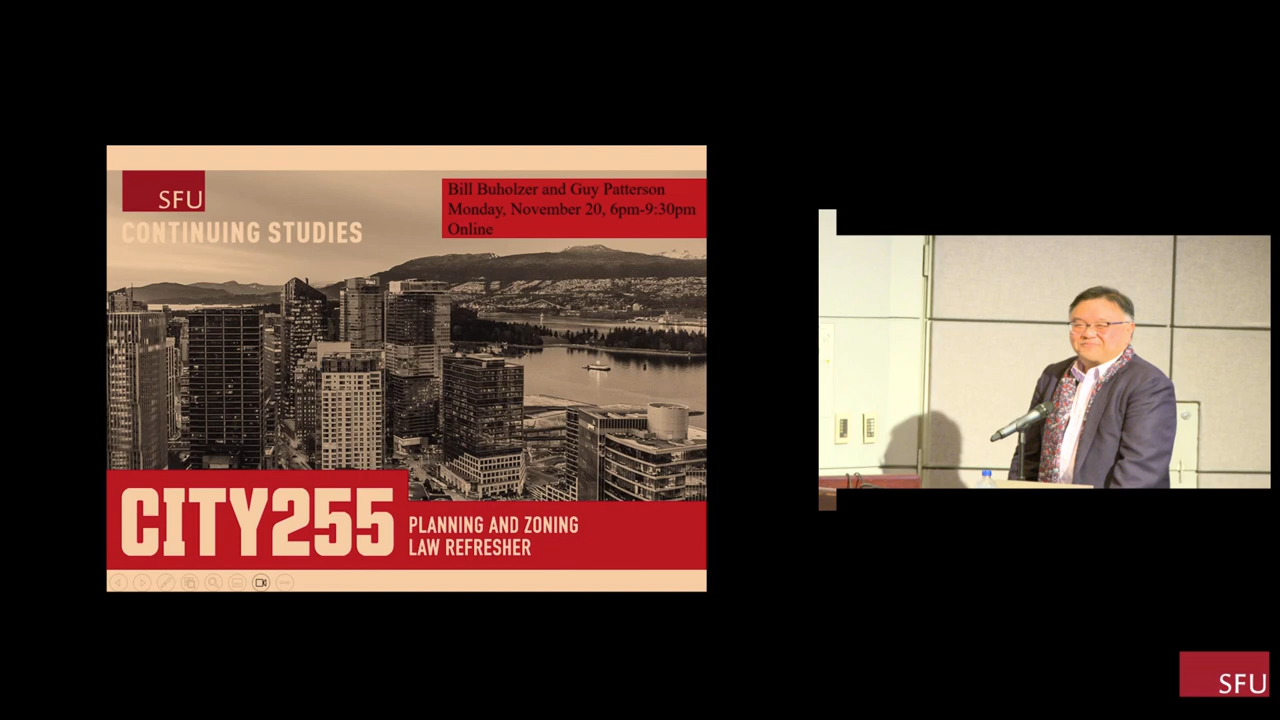 SFU
CONTINUING STUDIES
Bill Buholzer and Guy Patterson
Monday, November 20, 6pm-9:30pm
Online
CITY255
PLANNING AND ZONING
LAW REFRESHER
SFU